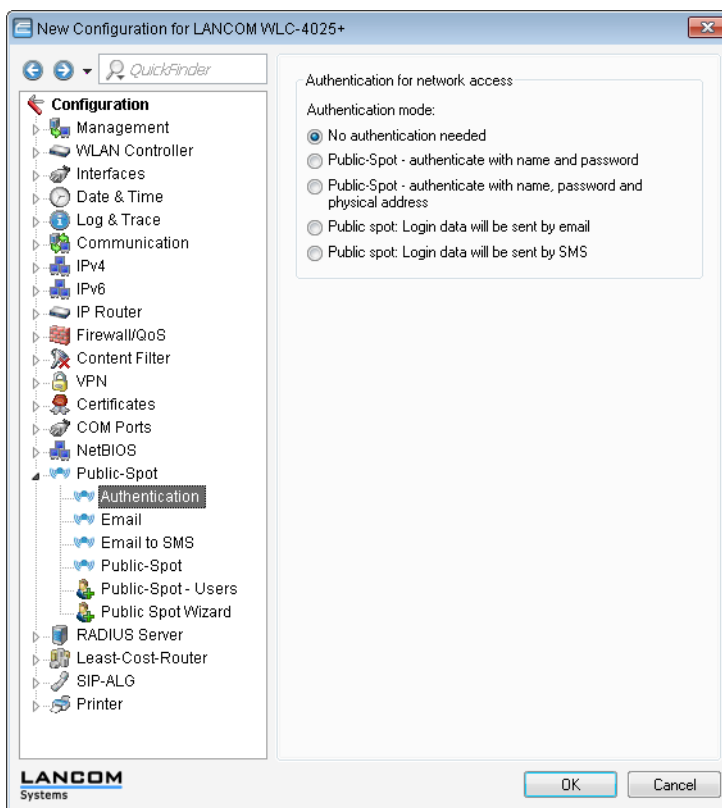 New Configuration for LANCOM WLC-4025+
QuickFinder
Configuration
Management
WLAN Controller
Interfaces
Date & Time
Log & Trace
Communication
IPv4
IPv6
IP Router
Firewall/QoS
Content Filter
VPN
Certificates
COM Ports
NetBIOS
Public-Spot
Authentication
Email
Email to SMS
Public-Spot
Public-Spot - Users
Public Spot Wizard
RADIUS Server
Least-Cost-Router
SIP-ALG
Printer
Authentication for network access
Authentication mode:
No authentication needed
Public-Spot - authenticate with name and password
Public-Spot - authenticate with name, password and
physical address
Public spot: Login data will be sent by email
Public spot: Login data will be sent by SMS
LANCOM
Systems
OK
Cancel